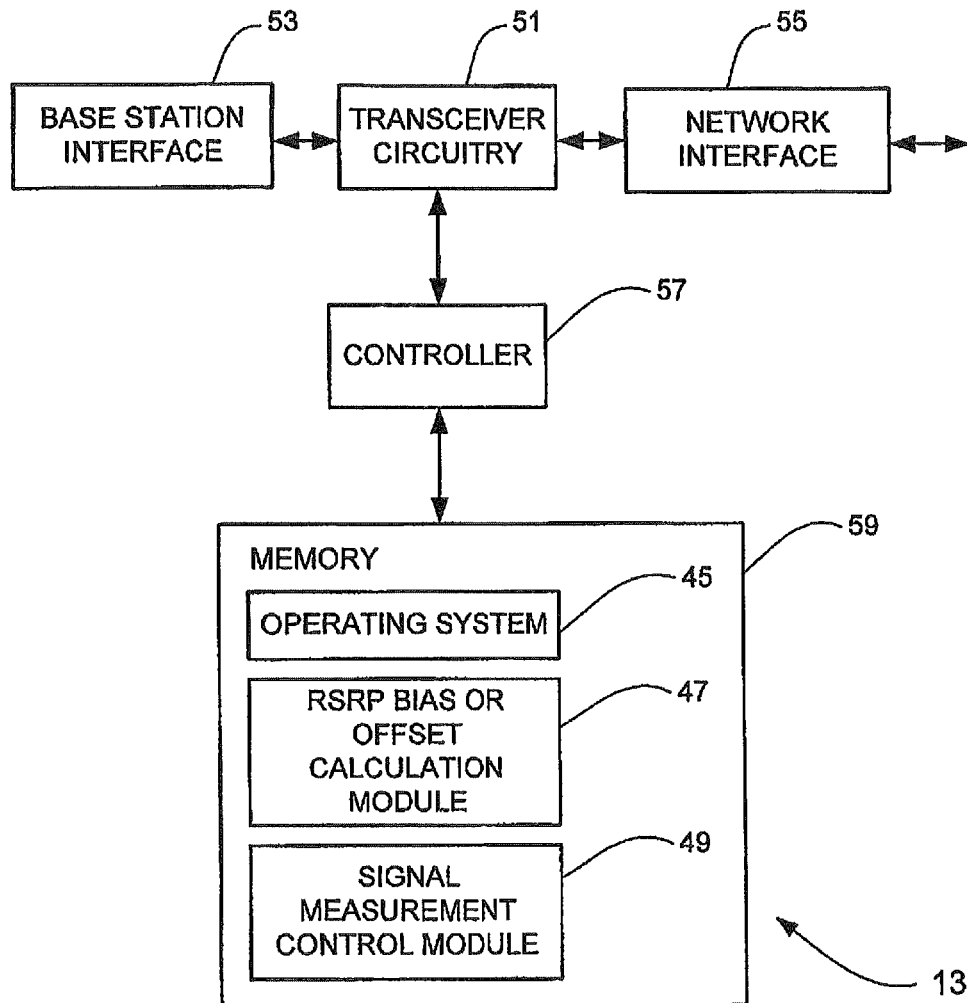 53
51
55
BASE STATION
INTERFACE
TRANSCEIVER
CIRCUITRY
NETWORK
INTERFACE
57
CONTROLLER
59
MEMORY
45
OPERATING SYSTEM
47
RSRP BIAS OR
OFFSET
CALCULATION
MODULE
49
SIGNAL
MEASUREMENT
CONTROL MODULE
13